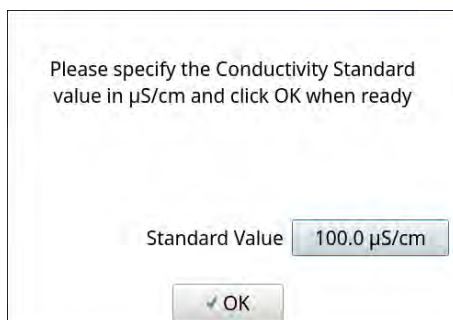 Please specify the Conductivity Standard
value in µS/cm and click OK when ready
Standard Value 100.0 µS/cm
OK